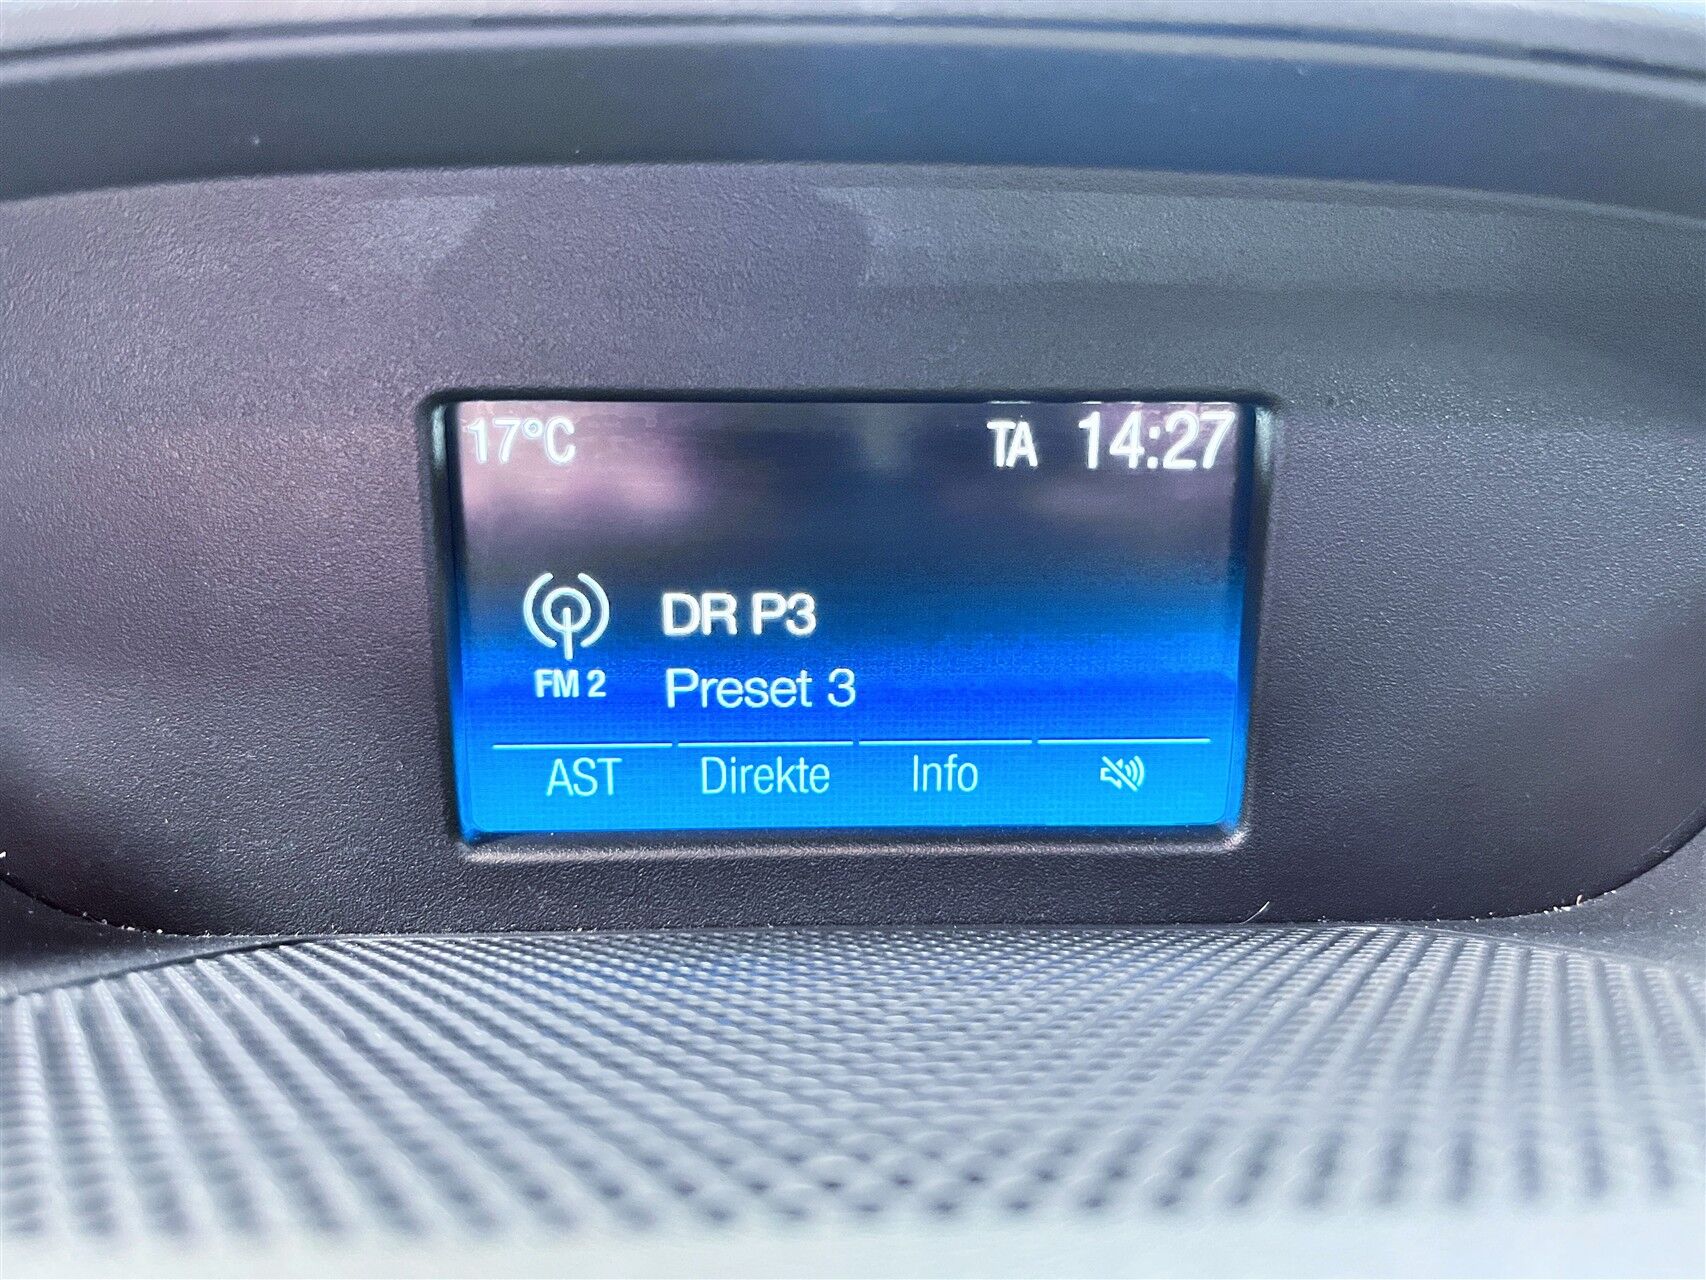 17°C TA 14:27
DR P3
FM 2 Preset 3
AST Direkte Info